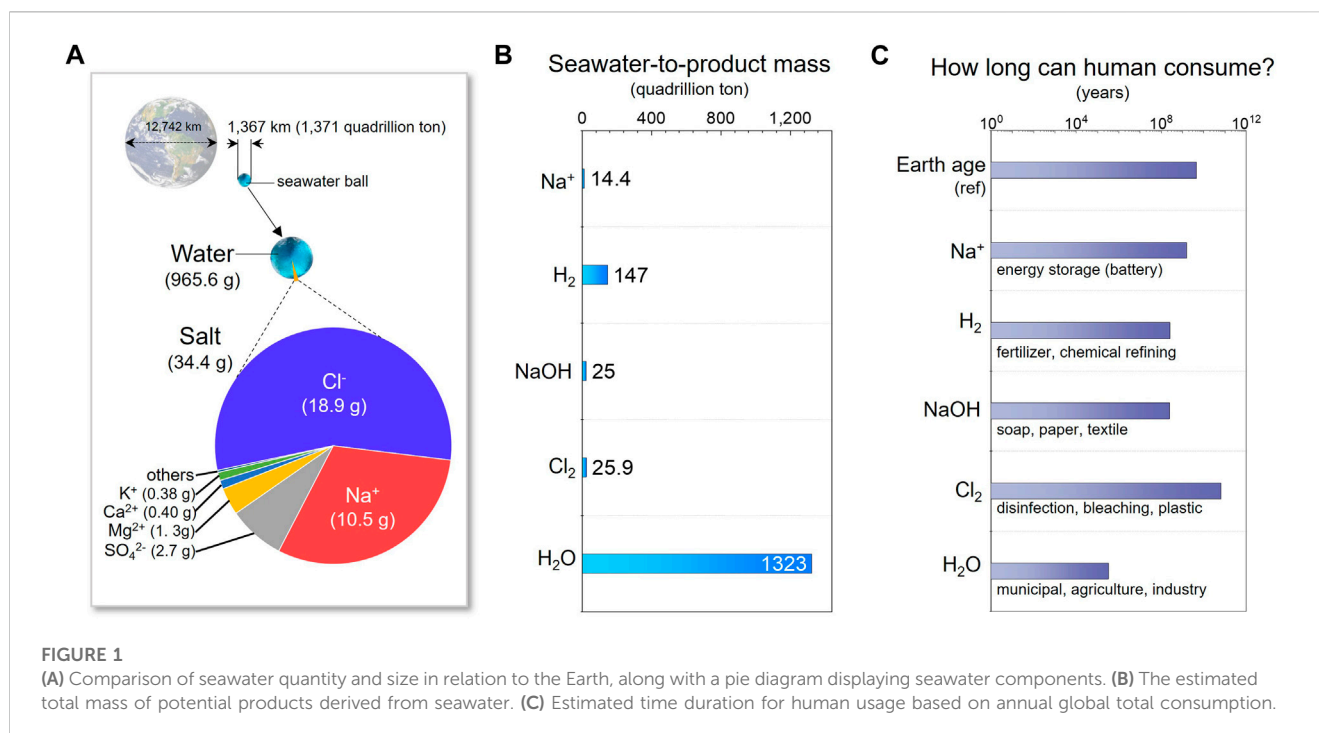 A
12,742 km
1,367 km (1,371 quadrillion ton)
seawater ball
Water
(965.6 g)
Salt
(34.4 g)
Cl⁻
(18.9 g)
Na⁺
(10.5 g)
others
K⁺ (0.38 g)
Ca²⁺ (0.40 g)
Mg²⁺ (1. 3g)
SO₄²⁻ (2.7 g)
B
Seawater-to-product mass
(quadrillion ton)
0 400 800 1,200
Na⁺ 14.4
H₂ 147
NaOH 25
Cl₂ 25.9
H₂O 1323
C
How long can human consume?
(years)
10⁰ 10⁴ 10⁸ 10¹²
Earth age
(ref)
Na⁺
energy storage (battery)
H₂
fertilizer, chemical refining
NaOH
soap, paper, textile
Cl₂
disinfection, bleaching, plastic
H₂O
municipal, agriculture, industry
FIGURE 1
(A) Comparison of seawater quantity and size in relation to the Earth, along with a pie diagram displaying seawater components. (B) The estimated
total mass of potential products derived from seawater. (C) Estimated time duration for human usage based on annual global total consumption.